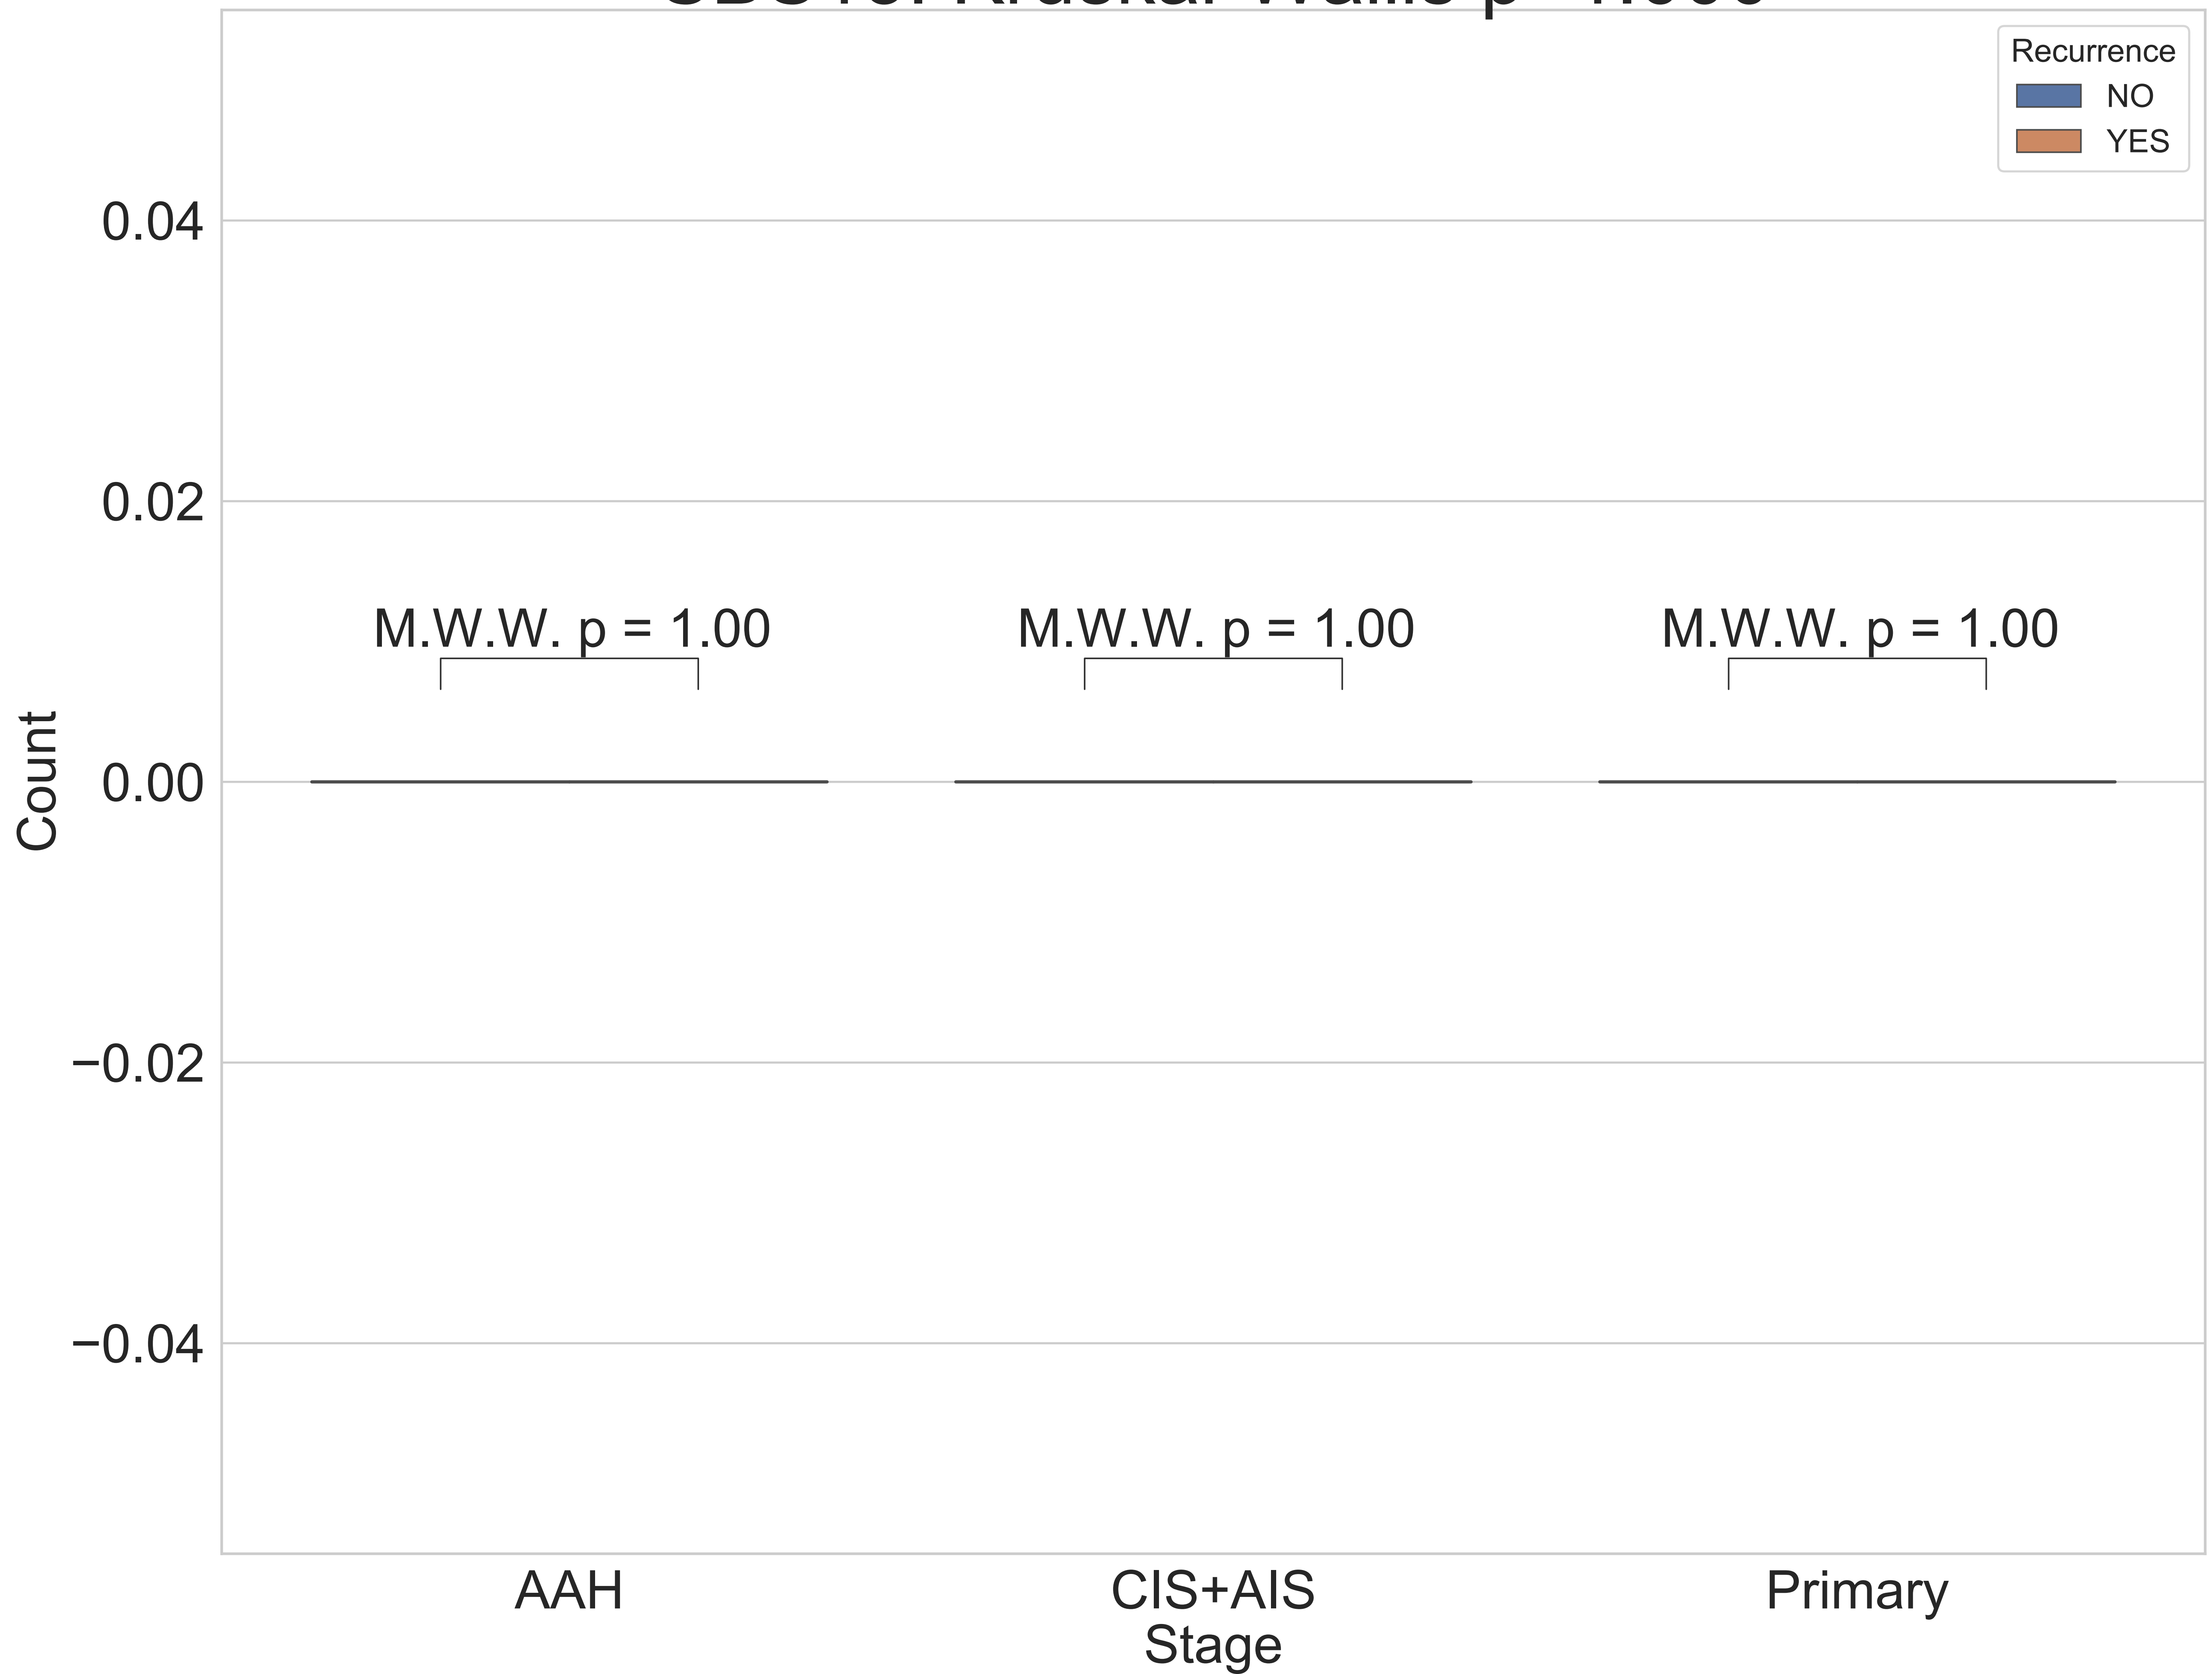 Recurrence
NO
YES
0.04
0.02
0.00
−0.02
−0.04
Count
M.W.W. p = 1.00
M.W.W. p = 1.00
M.W.W. p = 1.00
AAH
CIS+AIS
Primary
Stage